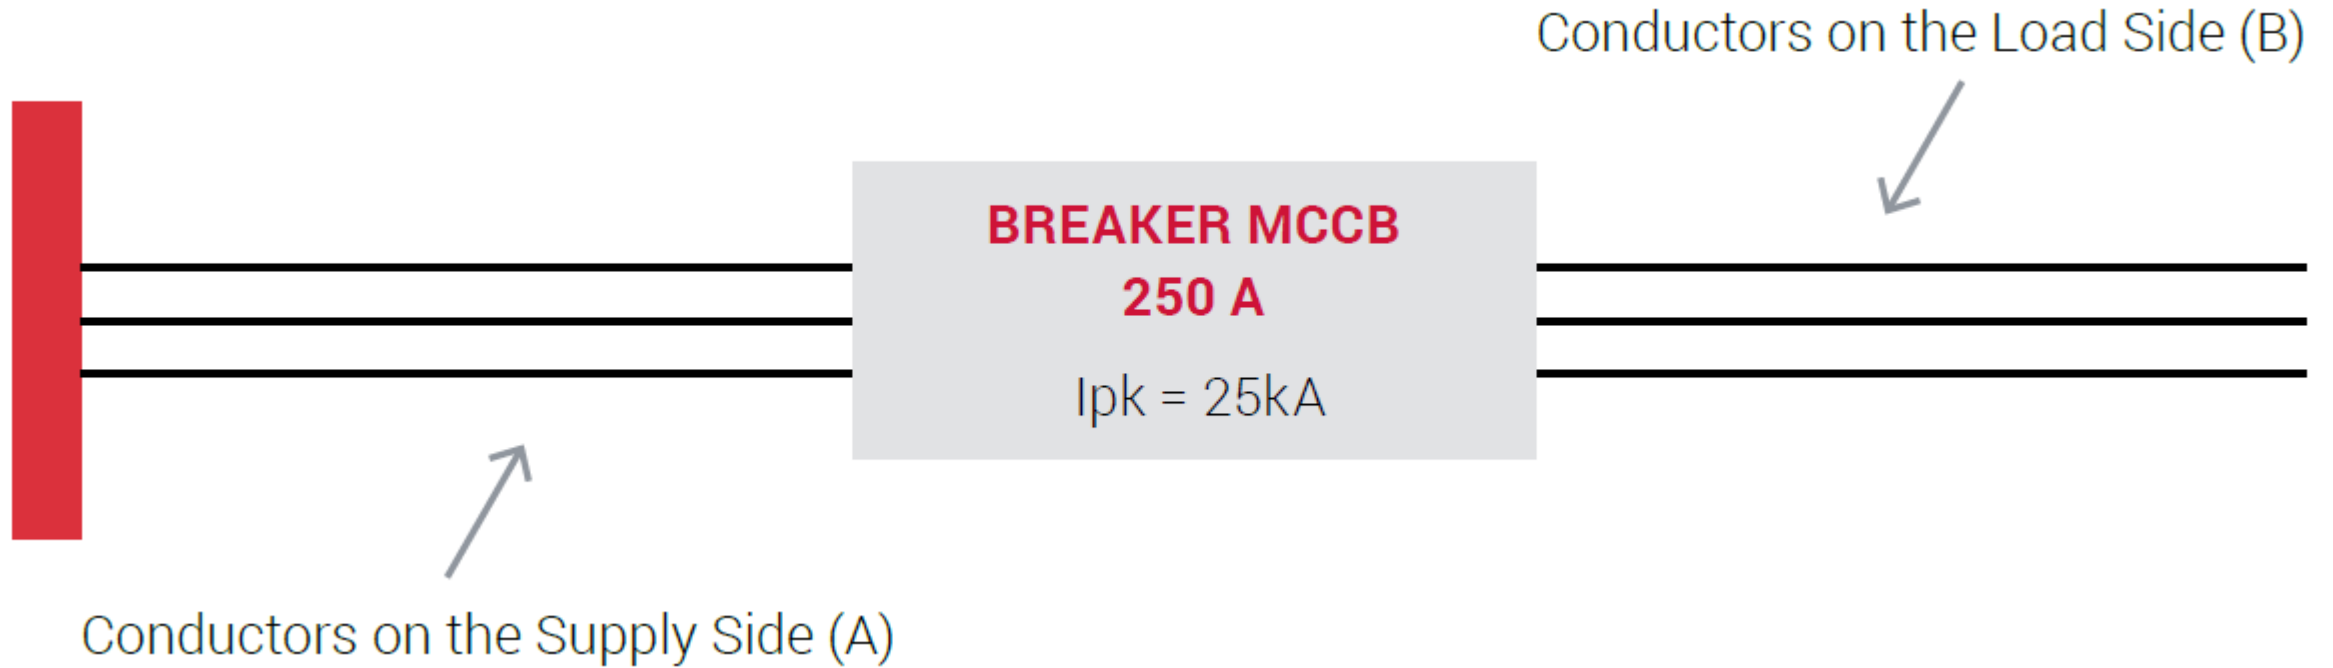 Conductors on the Load Side (B)
BREAKER MCCB
250 A
Ipk = 25kA
Conductors on the Supply Side (A)